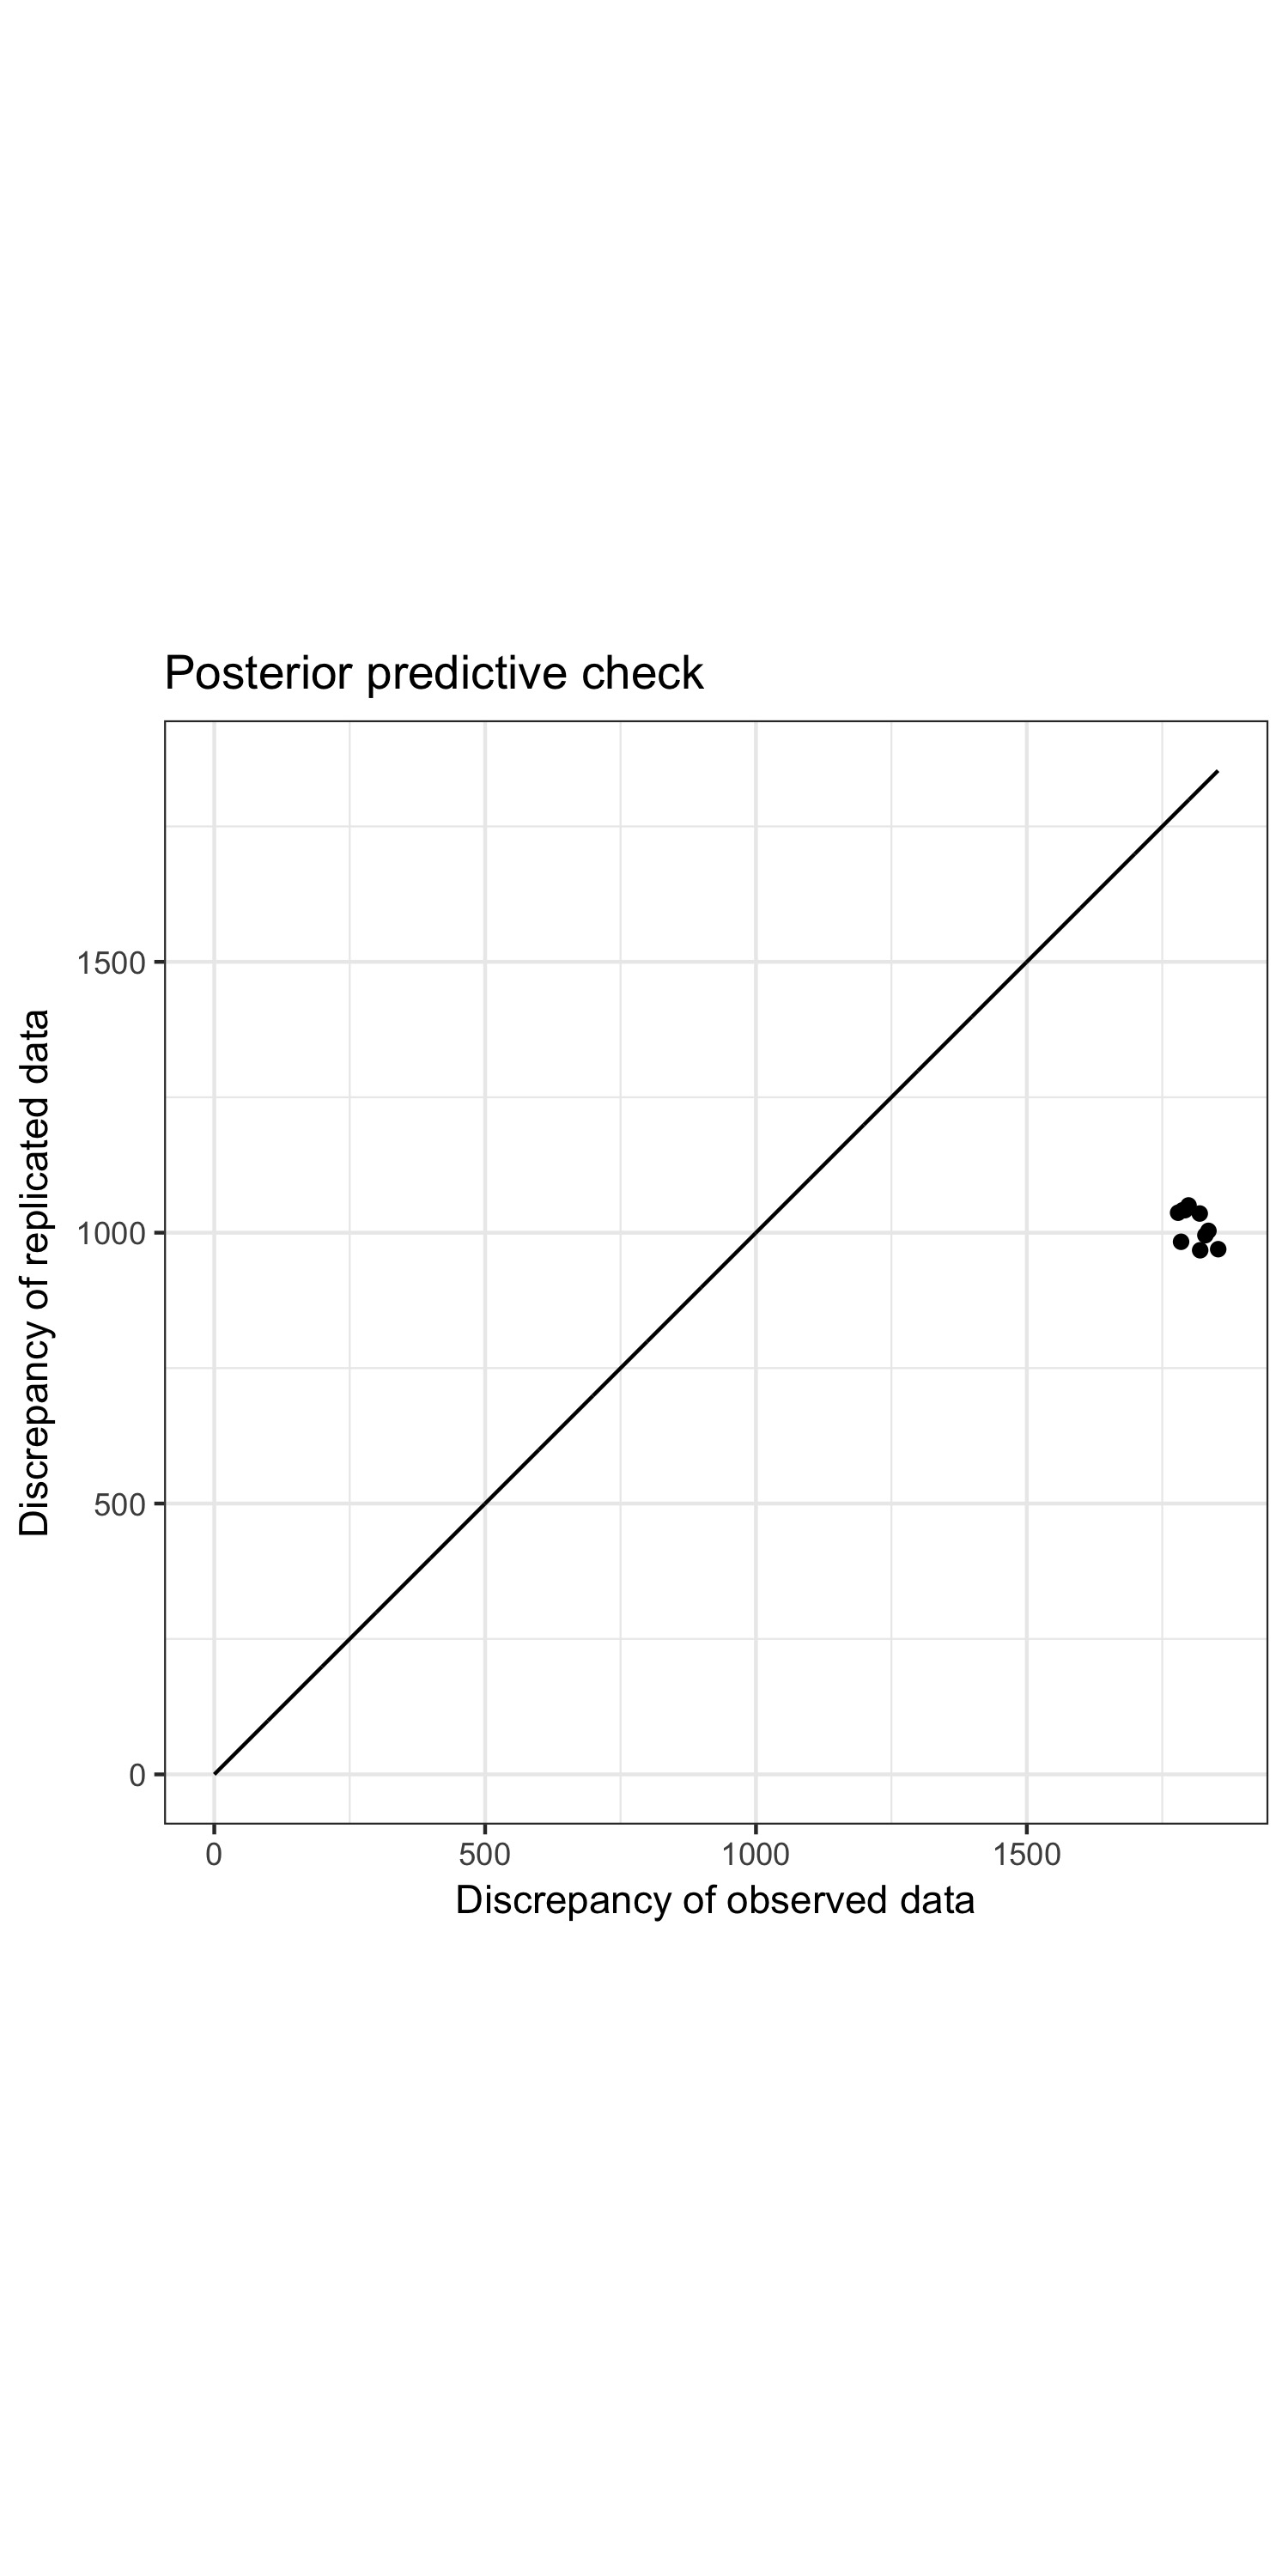 Posterior predictive check
1500
1000
500
0
Discrepancy of replicated data
0
500
1000
1500
Discrepancy of observed data